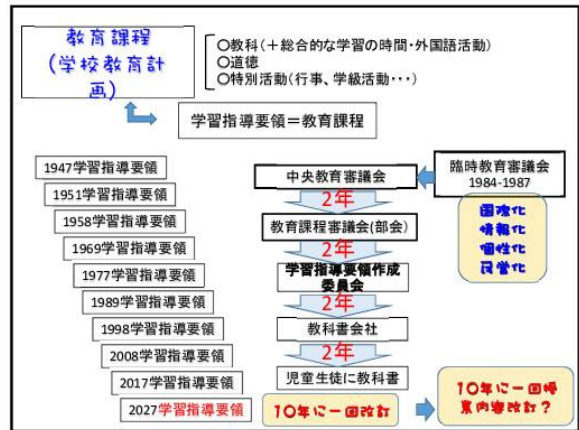 教育課程
(学校教育計
画)
○教科(+総合的な学習の時間・外国語活動)
○道徳
○特別活動(行事、学級活動・・・)
学習指導要領=教育課程
1947学習指導要領
1951学習指導要領
1958学習指導要領
1969学習指導要領
1977学習指導要領
1989学習指導要領
1998学習指導要領
2008学習指導要領
2017学習指導要領
2027学習指導要領
中央教育審議会
2年
教育課程審議会(部会)
2年
学習指導要領作成
委員会
2年
教科書会社
2年
児童生徒に教科書
10年に一回改訂
臨時教育審議会
1984-1987
国際化
情報化
個性化
民営化
10年に一回授
業内容改訂?